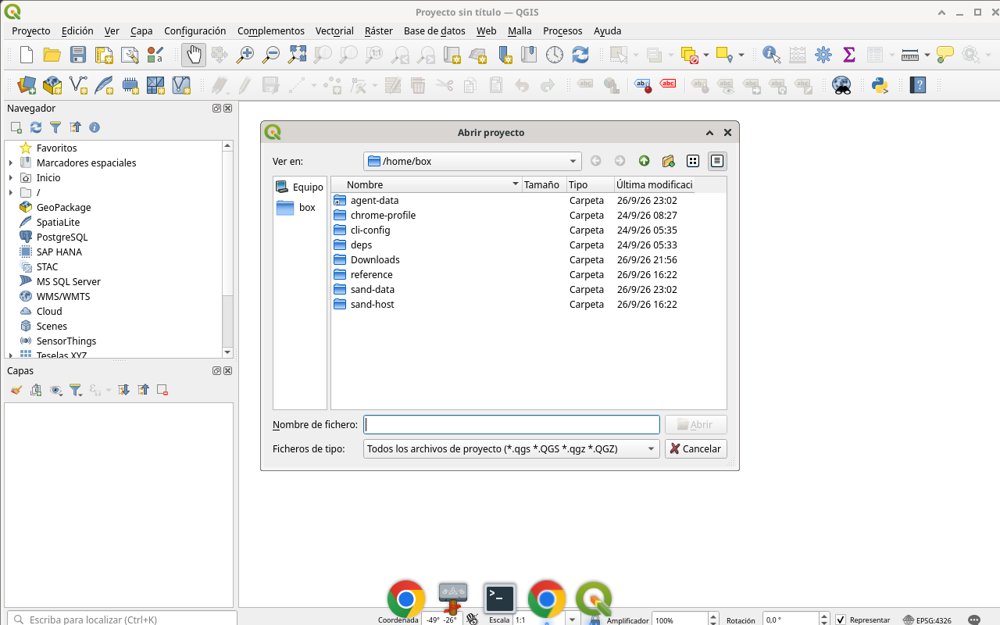 Proyecto sin título — QGIS
Proyecto Edición Ver Capa Configuración Complementos Vectorial Ráster Base de datos Web Malla Procesos Ayuda
Navegador
Favoritos
Marcadores espaciales
Inicio
/
GeoPackage
SpatiaLite
PostgreSQL
SAP HANA
STAC
MS SQL Server
WMS/WMTS
Cloud
Scenes
SensorThings
Teselas XYZ
Capas
Abrir proyecto
Ver en: /home/box
Equipo
box
Nombre Tamaño Tipo Última modificaci
agent-data Carpeta 26/9/26 23:02
chrome-profile Carpeta 24/9/26 08:27
cli-config Carpeta 24/9/26 05:35
deps Carpeta 24/9/26 05:33
Downloads Carpeta 26/9/26 21:56
reference Carpeta 26/9/26 16:22
sand-data Carpeta 26/9/26 23:02
sand-host Carpeta 26/9/26 16:22
Nombre de fichero: Abrir
Ficheros de tipo: Todos los archivos de proyecto (*.qgs *.QGS *.qgz *.QGZ) Cancelar
Escriba para localizar (Ctrl+K) Coordenada -49° -26° Escala 1:1 Amplificador 100% Rotación 0,0 ° Representar EPSG:4326